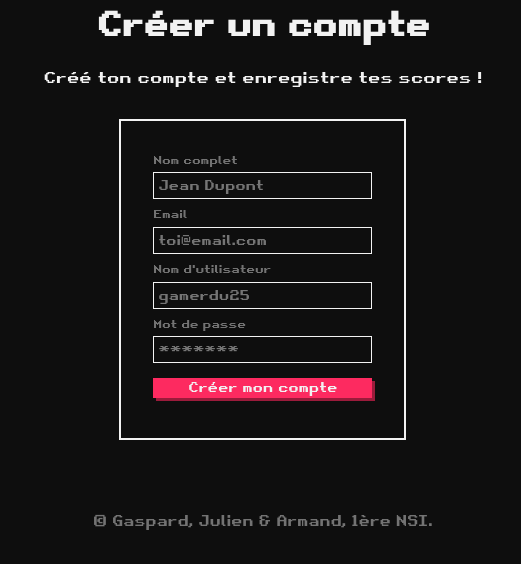 Créer un compte
Créé ton compte et enregistre tes scores !
Nom complet
Jean Dupont
Email
toi@email.com
Nom d'utilisateur
gamerdu25
Mot de passe
*******
Créer mon compte
© Gaspard, Julien & Armand, 1ère NSI.